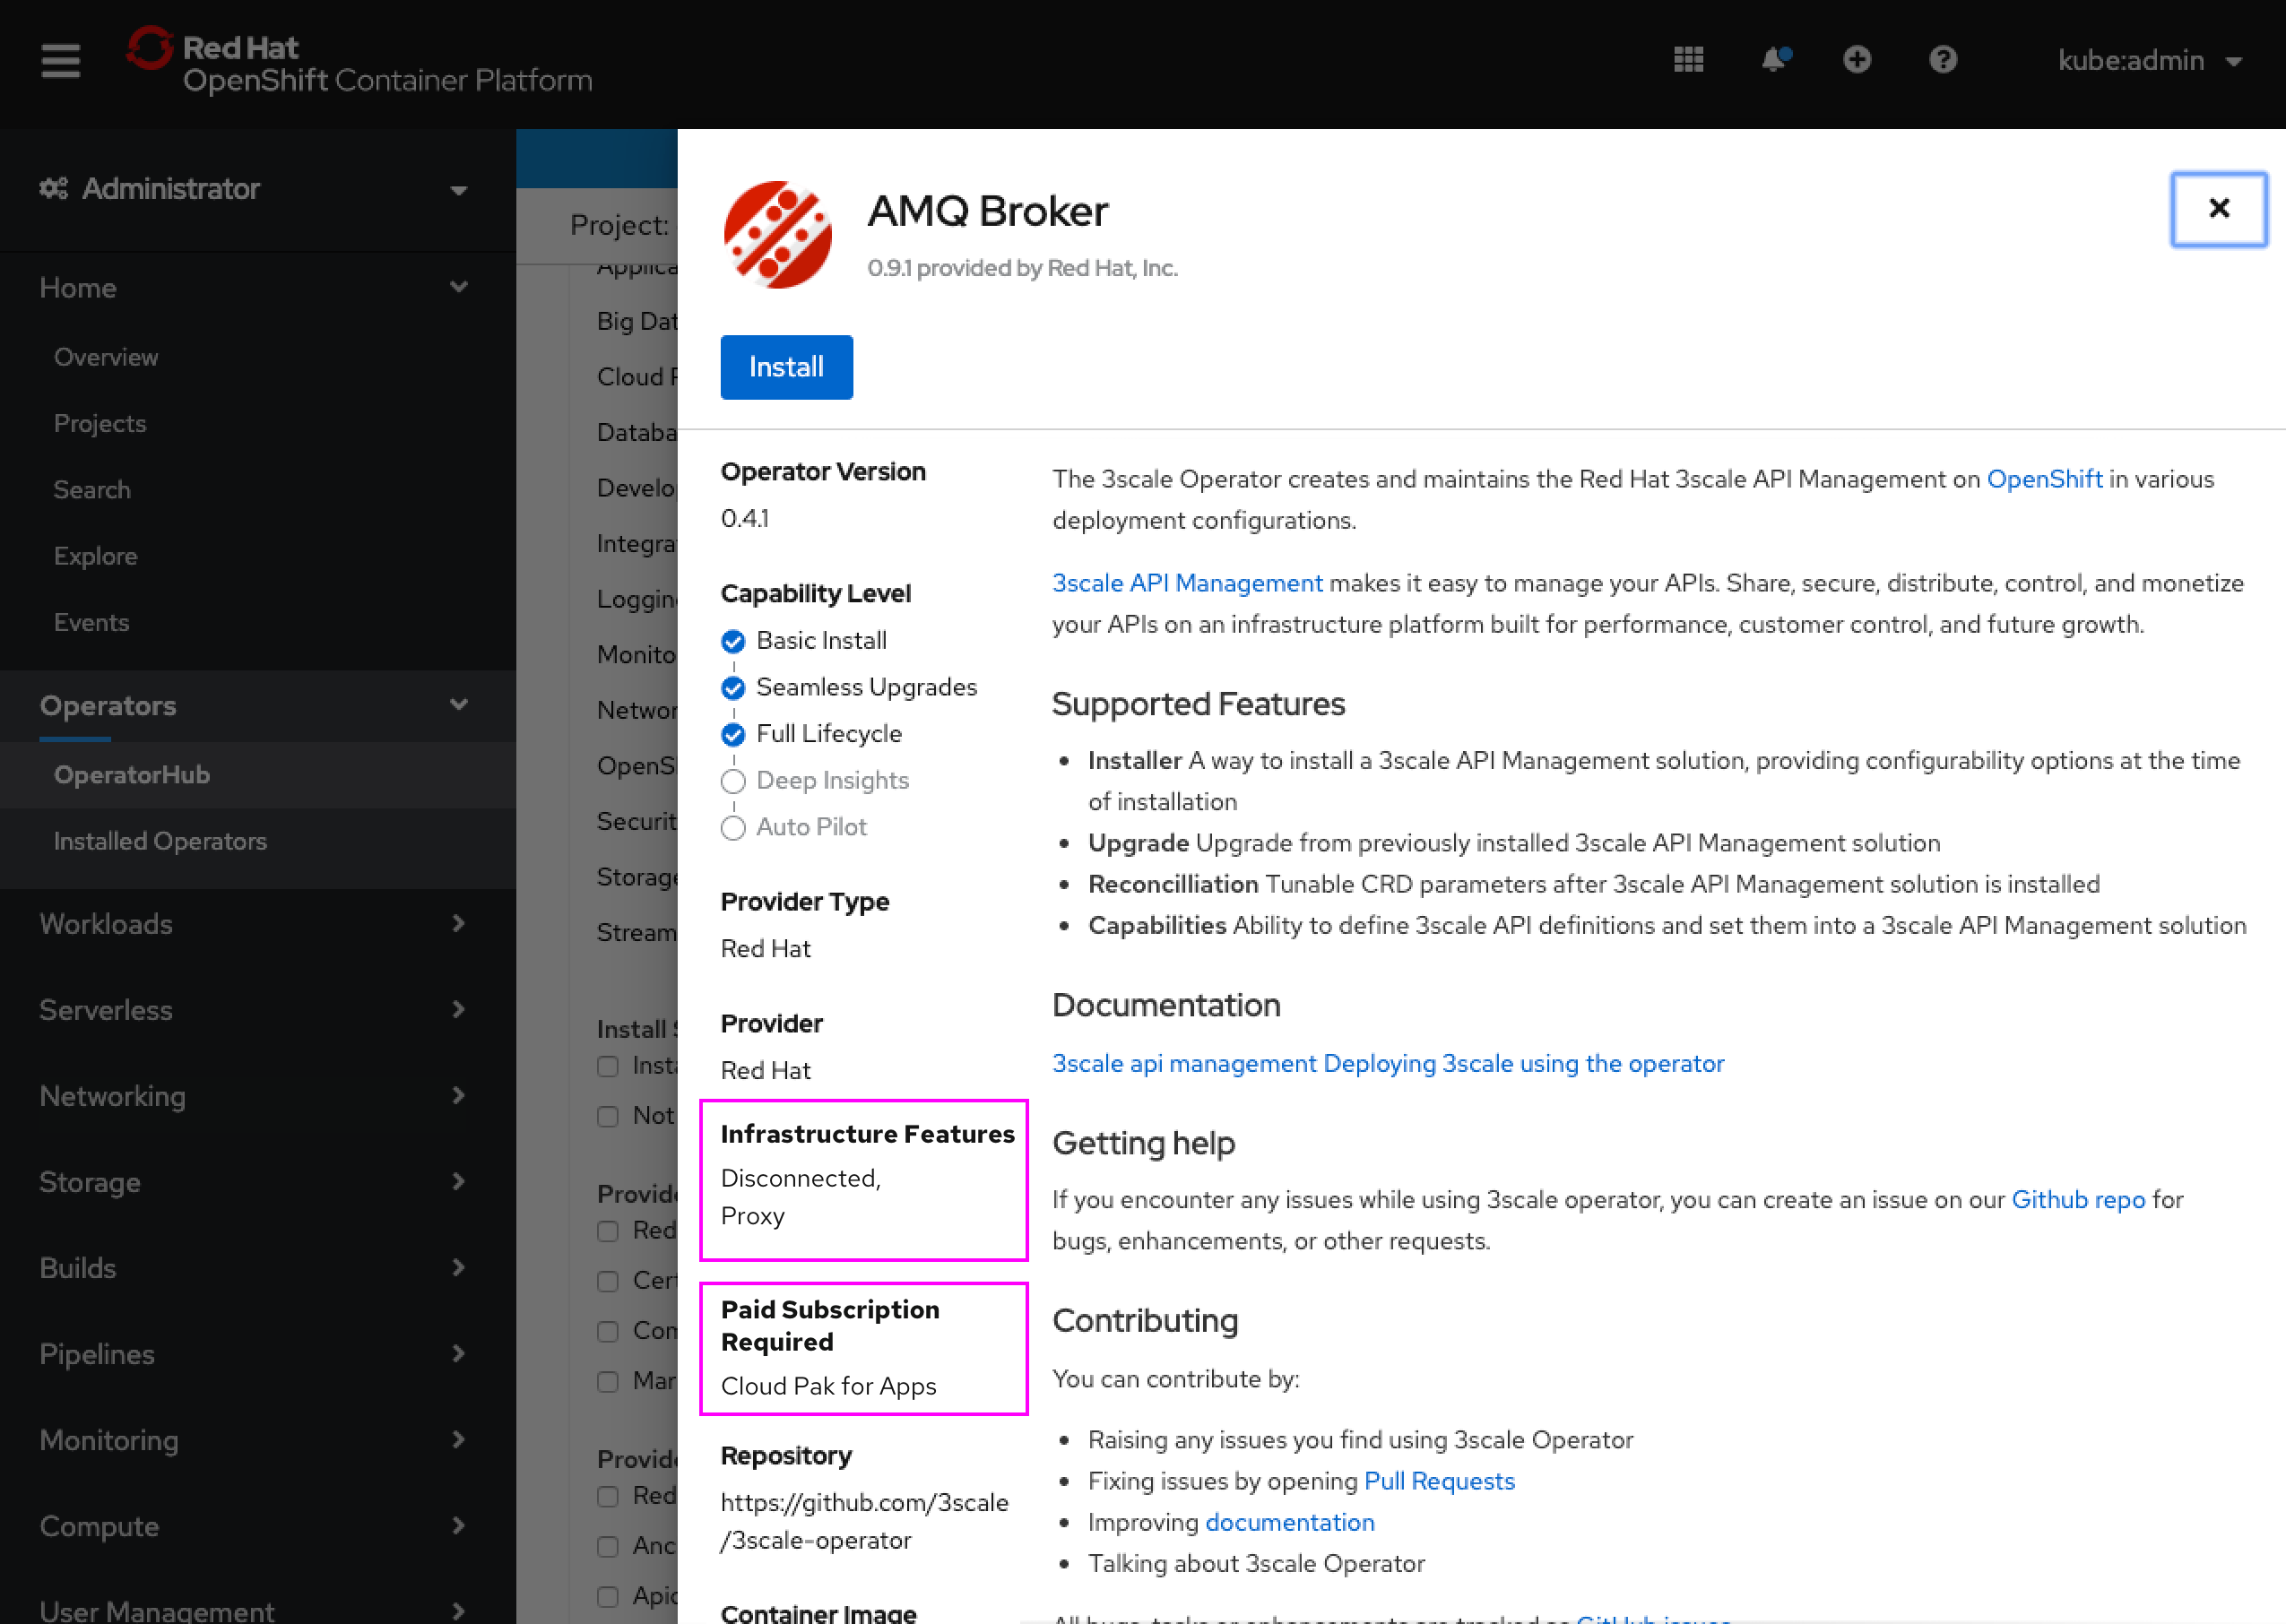 Red Hat
OpenShift Container Platform
kube:admin
Administrator
Home
Overview
Projects
Search
Explore
Events
Operators
OperatorHub
Installed Operators
Workloads
Serverless
Networking
Storage
Builds
Pipelines
Monitoring
Compute
User Management
Project:
Applica
Big Dat
Cloud
Databa
Develo
Integra
Loggin
Monito
Networ
OpenS
Securit
Storage
Stream
Install
Insta
Not
Provide
Red
Cert
Com
Mar
Provide
Red
Anc
Apic
AMQ Broker
0.9.1 provided by Red Hat, Inc.
Install
Operator Version
0.4.1
Capability Level
Basic Install
Seamless Upgrades
Full Lifecycle
Deep Insights
Auto Pilot
Provider Type
Red Hat
Provider
Red Hat
Infrastructure Features
Disconnected,
Proxy
Paid Subscription
Required
Cloud Pak for Apps
Repository
https://github.com/3scale
/3scale-operator
Container Image
The 3scale Operator creates and maintains the Red Hat 3scale API Management on OpenShift in various
deployment configurations.
3scale API Management makes it easy to manage your APIs. Share, secure, distribute, control, and monetize
your APIs on an infrastructure platform built for performance, customer control, and future growth.
Supported Features
• Installer A way to install a 3scale API Management solution, providing configurability options at the time
of installation
• Upgrade Upgrade from previously installed 3scale API Management solution
• Reconcilliation Tunable CRD parameters after 3scale API Management solution is installed
• Capabilities Ability to define 3scale API definitions and set them into a 3scale API Management solution
Documentation
3scale api management Deploying 3scale using the operator
Getting help
If you encounter any issues while using 3scale operator, you can create an issue on our Github repo for
bugs, enhancements, or other requests.
Contributing
You can contribute by:
• Raising any issues you find using 3scale Operator
• Fixing issues by opening Pull Requests
• Improving documentation
• Talking about 3scale Operator
All bugs, tasks or enhancements are tracked as GitHub issues